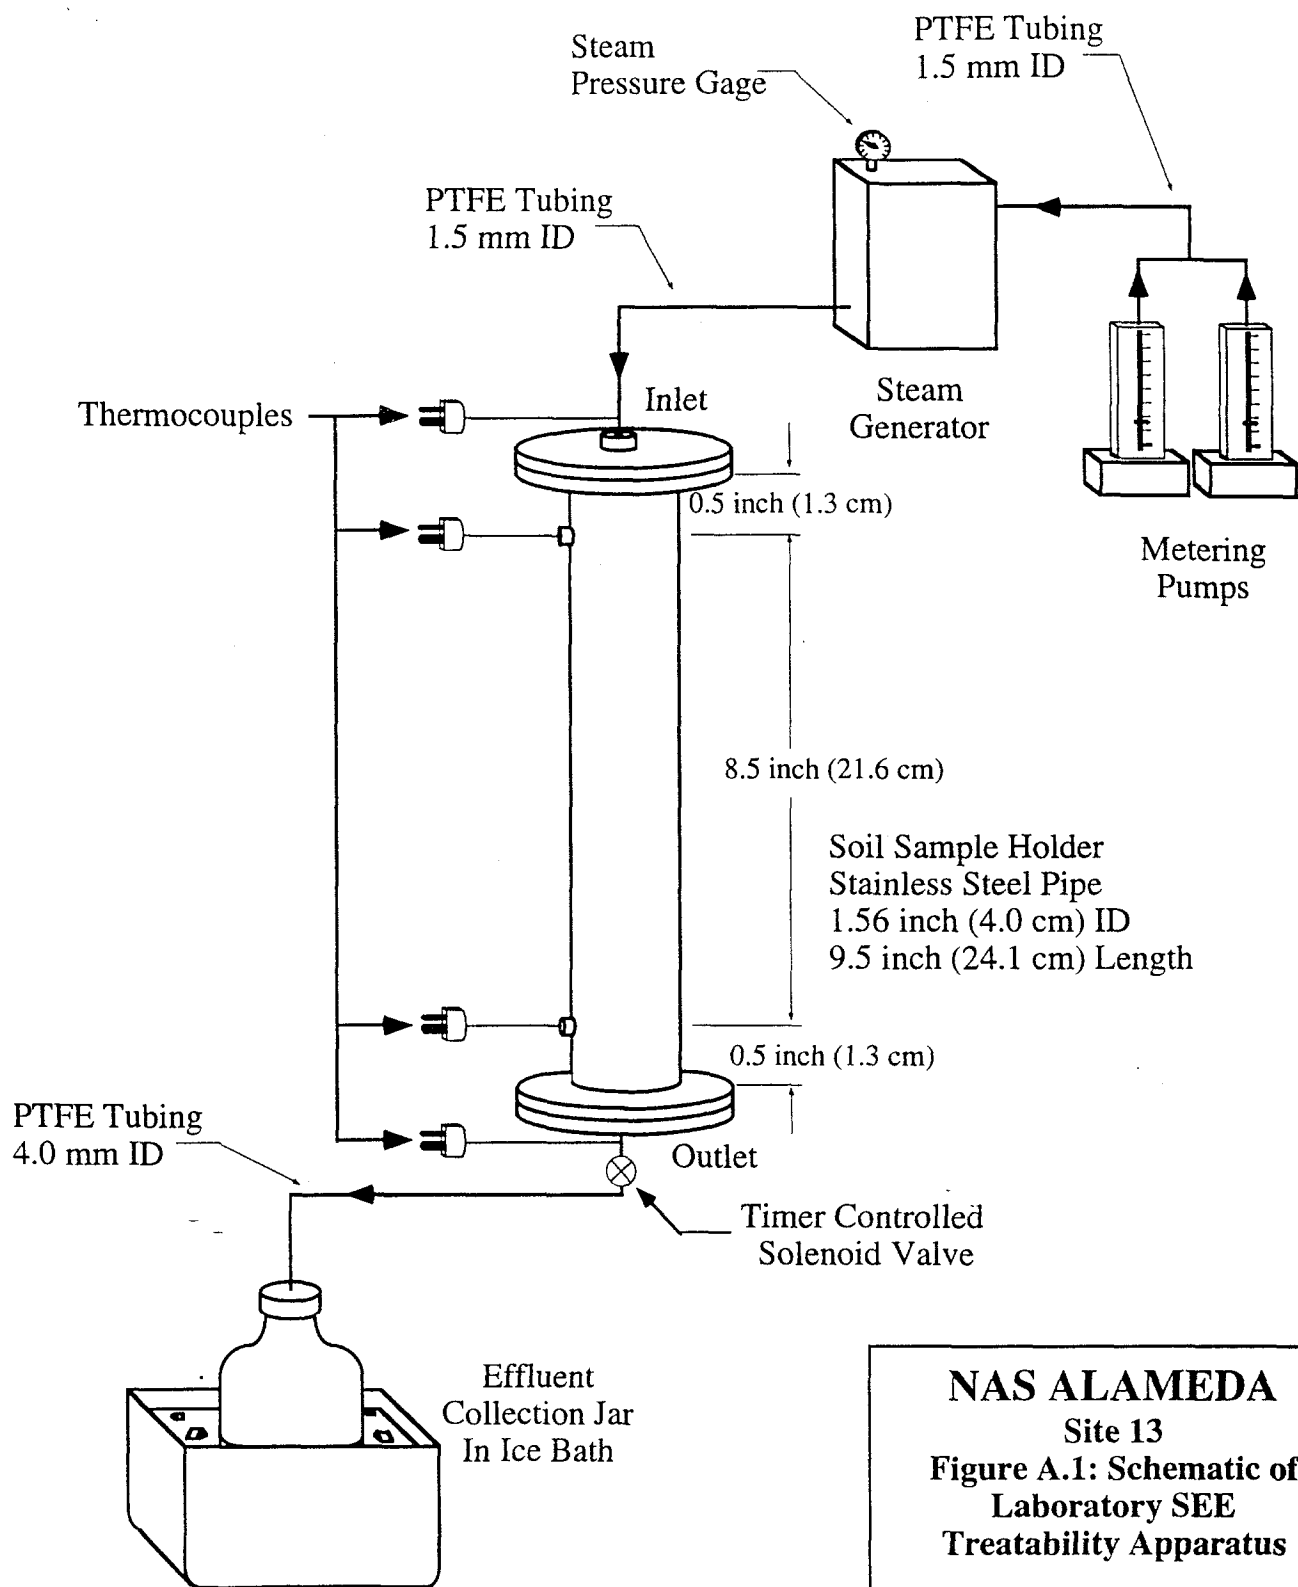 PTFE Tubing
1.5 mm ID
Steam
Pressure Gage
PTFE Tubing
1.5 mm ID
Thermocouples
Inlet
Steam
Generator
0.5 inch (1.3 cm)
Metering
Pumps
8.5 inch (21.6 cm)
Soil Sample Holder
Stainless Steel Pipe
1.56 inch (4.0 cm) ID
9.5 inch (24.1 cm) Length
0.5 inch (1.3 cm)
PTFE Tubing
4.0 mm ID
Outlet
Timer Controlled
Solenoid Valve
Effluent
Collection Jar
In Ice Bath
NAS ALAMEDA
Site 13
Figure A.1: Schematic of
Laboratory SEE
Treatability Apparatus